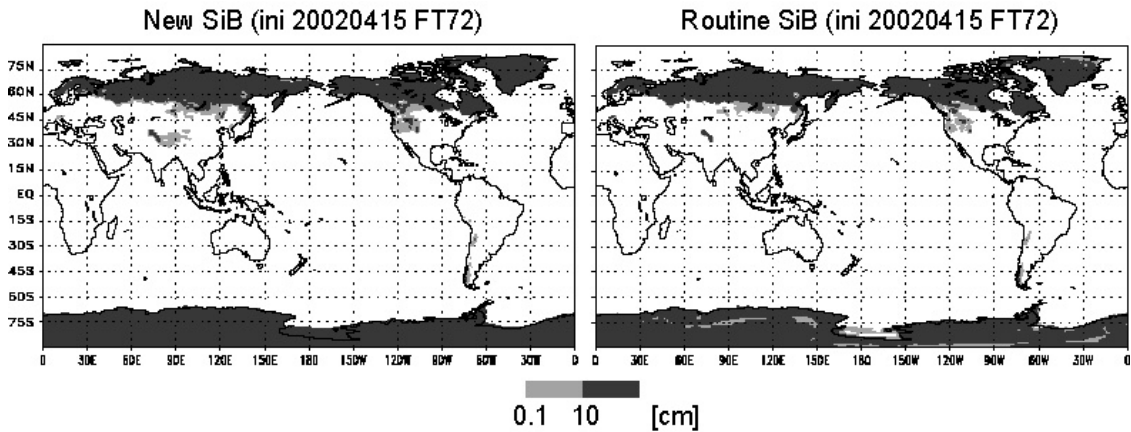 New SiB (ini 20020415 FT72)
Routine SiB (ini 20020415 FT72)
75N
60N
45N
30N
15N
EQ
15S
30S
45S
60S
75S
0 30E 60E 90E 120E 150E 180 150W 120W 90W 60W 30W 0
0 30E 60E 90E 120E 150E 180 150W 120W 90W 60W 30W 0
0.1 10 [cm]